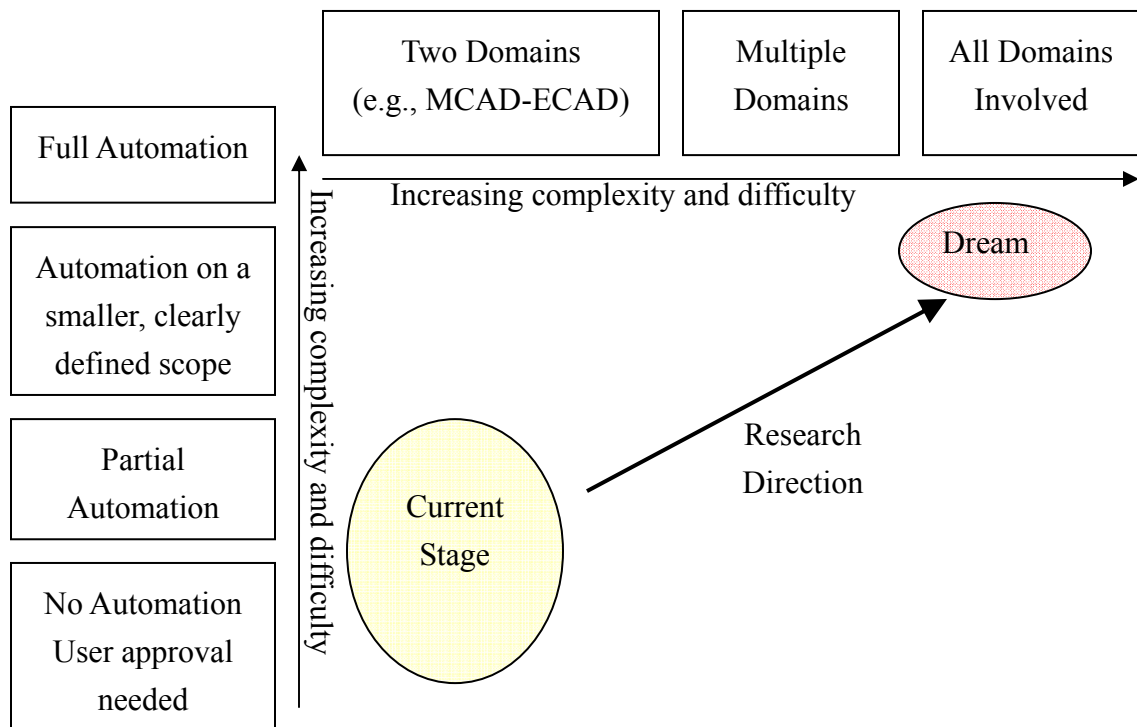 Two Domains
(e.g., MCAD-ECAD)
Multiple
Domains
All Domains
Involved
Full Automation
Increasing complexity and difficulty
Automation on a
smaller, clearly
defined scope
Partial
Automation
No Automation
User approval
needed
Increasing complexity and difficulty
Dream
Research
Direction
Current
Stage